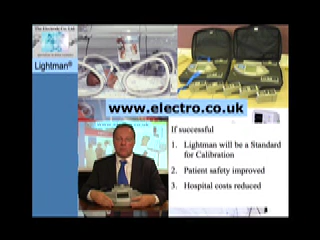 The Electrode Co. Ltd
Lightman®
www.electro.co.uk
If successful
1. Lightman will be a Standard
for Calibration
2. Patient safety improved
3. Hospital costs reduced